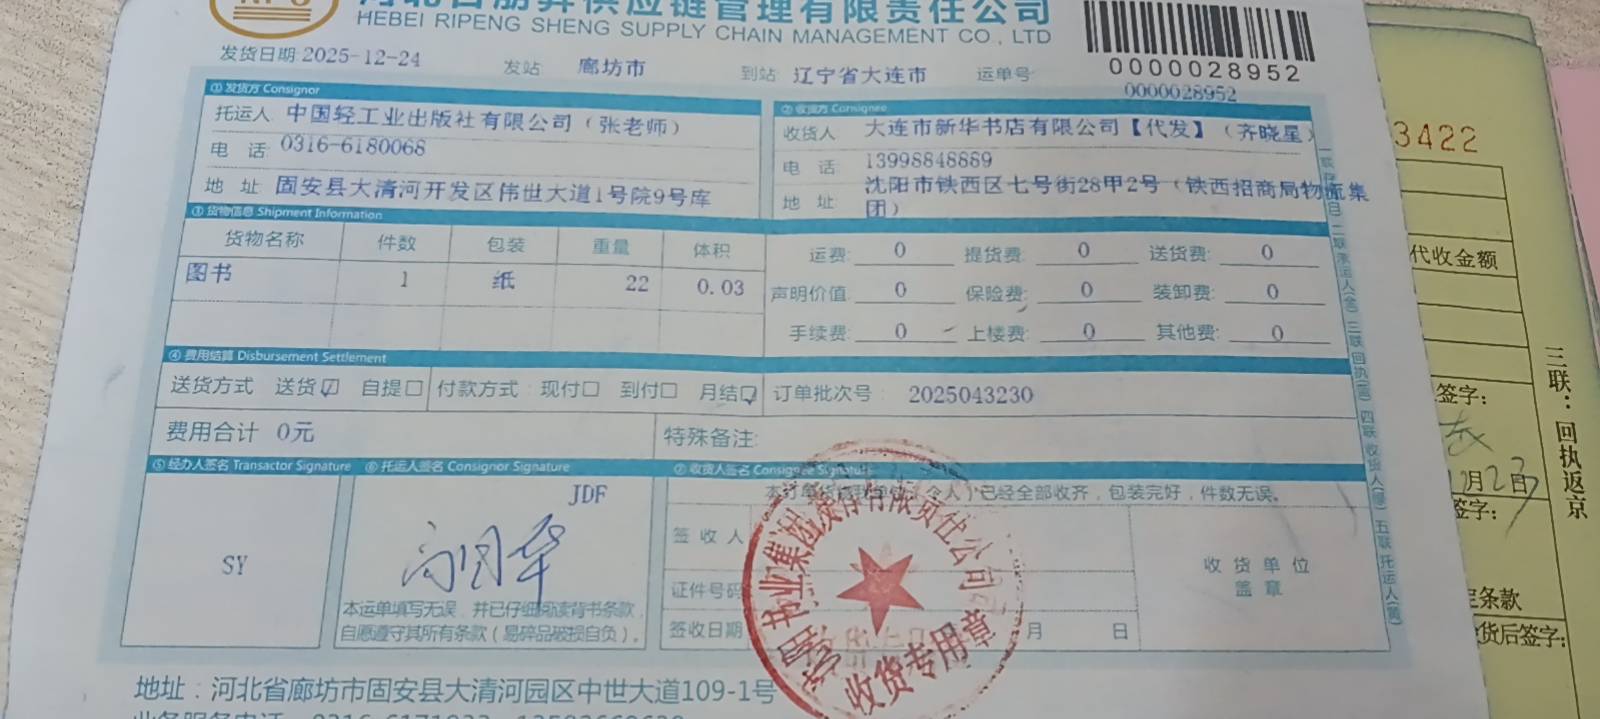 HEBEI RIPENG SHENG SUPPLY CHAIN MANAGEMENT CO., LTD
0000028952
发货日期 2025-12-24 发站 廊坊市 到站 辽宁省大连市 运单号 0000028952
① 发货方 Consignor
托运人 中国轻工业出版社有限公司（张老师）
电 话 0316-6180068
地 址 固安县大清河开发区伟世大道1号院9号库
② 收货方 Consignee
收货人 大连市新华书店有限公司【代发】（齐晓星）
电 话 13998848889
地 址 沈阳市铁西区七号街28甲2号（铁西招商局物流集
团）
③ 货物信息 Shipment Information
货物名称 件数 包装 重量 体积
图书 1 纸 22 0.03
运费: 0 提货费: 0 送货费: 0
声明价值: 0 保险费: 0 装卸费: 0
手续费: 0 上楼费: 0 其他费: 0
④ 费用结算 Disbursement Settlement
送货方式 送货☑ 自提□ 付款方式: 现付□ 到付□ 月结☑ 订单批次号: 2025043230
费用合计 0元 特殊备注:
⑤ 经办人签名 Transactor Signature
SY
⑥ 托运人签名 Consignor Signature
JDF
本运单填写无误，并已仔细阅读背书条款，
自愿遵守其所有条款（易碎品破损自负）。
⑦ 收货人签名 Consignee Signature
已经全部收齐，包装完好，件数无误。
签 收 人
证件号码
签收日期 月 日
收 货 单 位
盖 章
收货专用章
地址：河北省廊坊市固安县大清河园区中世大道109-1号
3422
代收金额
签字:
月23日
签字:
条款
货后签字:
三联：回执返京